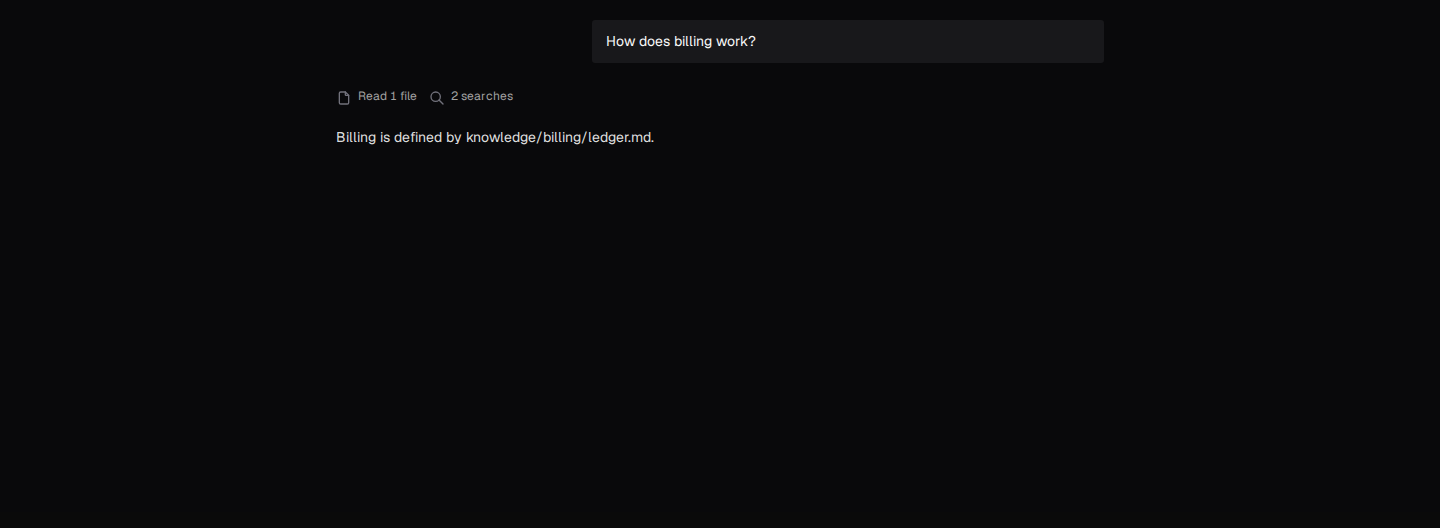 How does billing work?
Read 1 file 2 searches
Billing is defined by knowledge/billing/ledger.md.